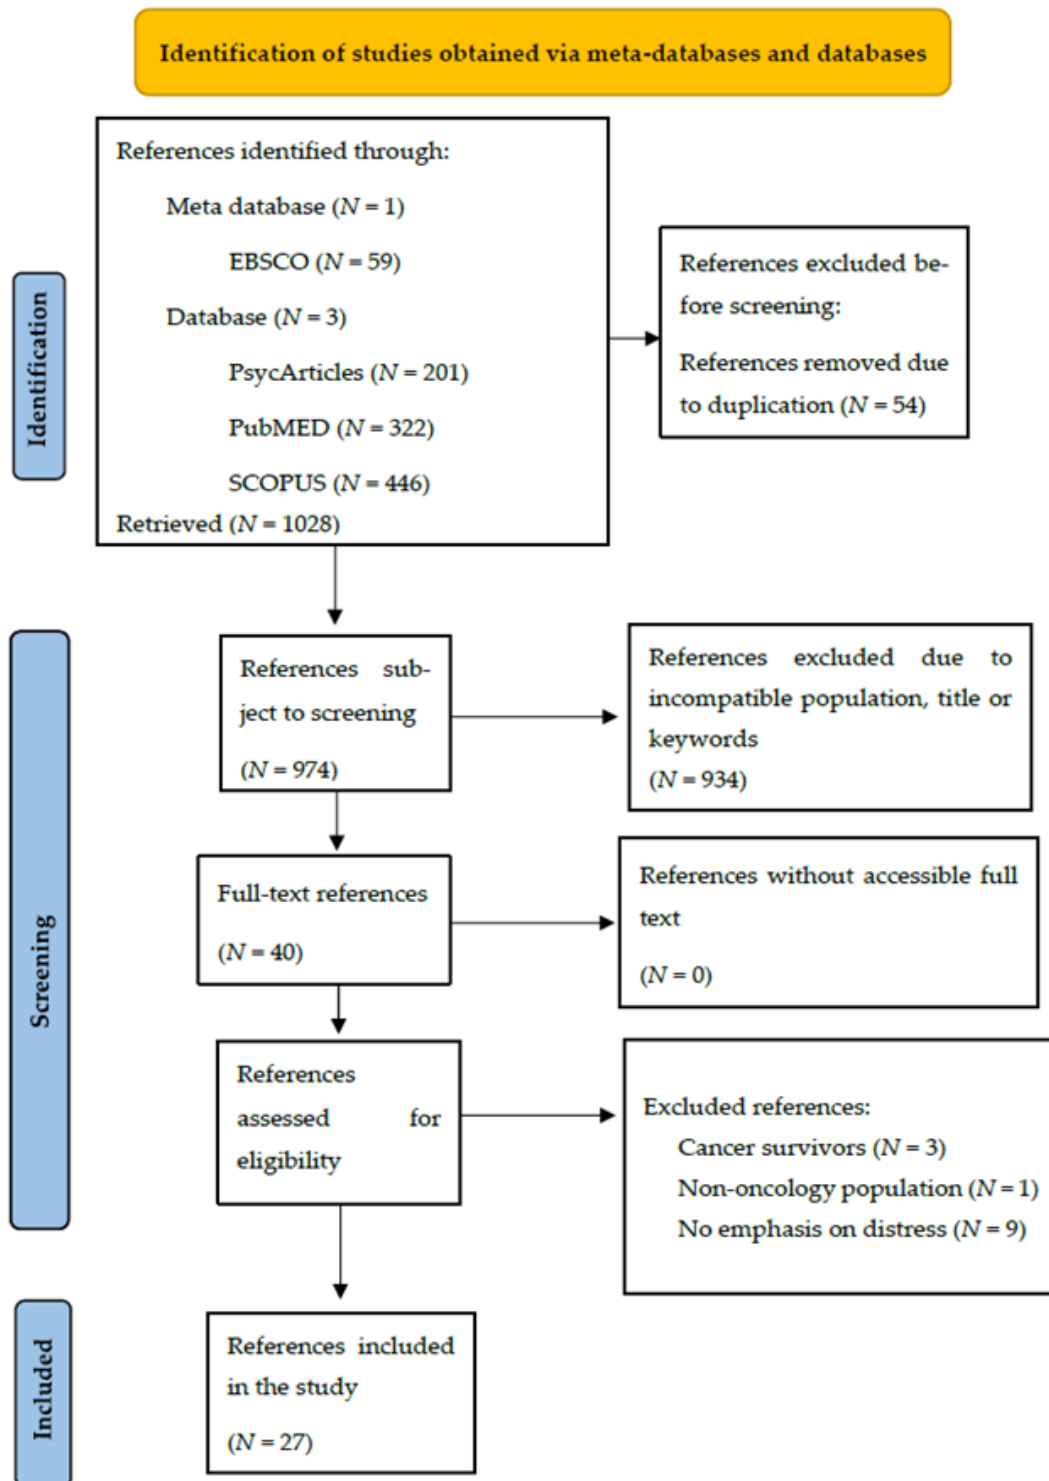 Identification of studies obtained via meta-databases and databases
Identification
References identified through:
Meta database (N = 1)
EBSCO (N = 59)
Database (N = 3)
PsycArticles (N = 201)
PubMED (N = 322)
SCOPUS (N = 446)
Retrieved (N = 1028)
References excluded be-
fore screening:
References removed due
to duplication (N = 54)
Screening
References sub-
ject to screening
(N = 974)
References excluded due to
incompatible population, title or
keywords
(N = 934)
Full-text references
(N = 40)
References without accessible full
text
(N = 0)
References
assessed for
eligibility
Excluded references:
Cancer survivors (N = 3)
Non-oncology population (N = 1)
No emphasis on distress (N = 9)
Included
References included
in the study
(N = 27)